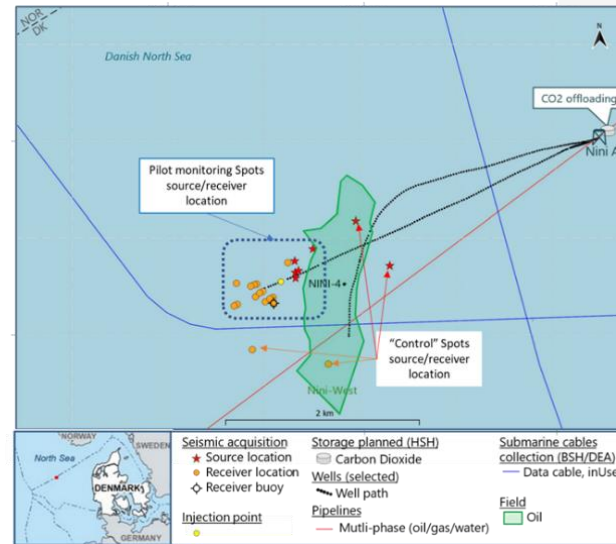 NOR
DK
Danish North Sea
N
CO2 offloading
Nini A
Pilot monitoring Spots
source/receiver
location
NINI-4
"Control" Spots
source/receiver
location
Nini-West
2 km
NORWAY
SWEDEN
North Sea
DENMARK
GERMANY
Seismic acquisition
Source location
Receiver location
Receiver buoy
Injection point
Storage planned (HSH)
Carbon Dioxide
Wells (selected)
Well path
Pipelines
Mutli-phase (oil/gas/water)
Submarine cables
collection (BSH/DEA)
Data cable, inUse
Field
Oil